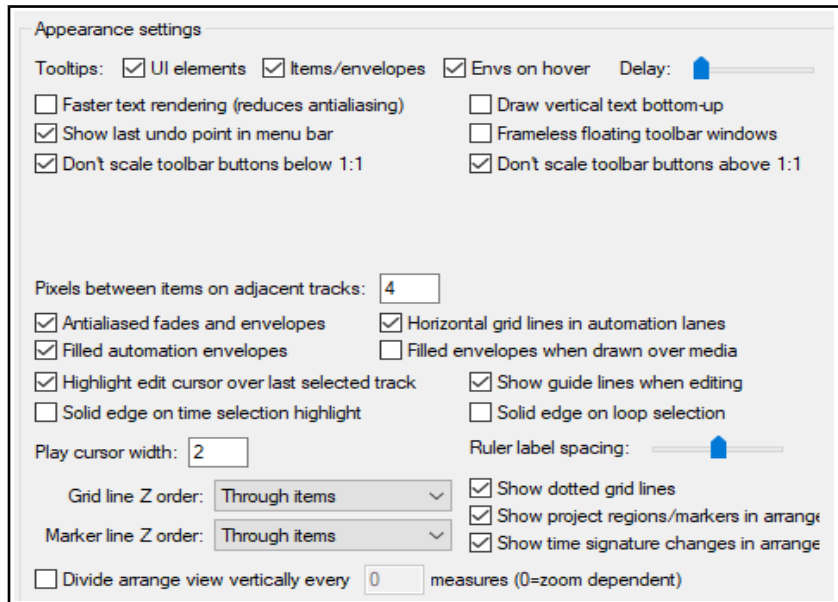 Appearance settings
Tooltips: UI elements Items/envelopes Envs on hover Delay:
Faster text rendering (reduces antialiasing) Draw vertical text bottom-up
Show last undo point in menu bar Frameless floating toolbar windows
Don't scale toolbar buttons below 1:1 Don't scale toolbar buttons above 1:1
Pixels between items on adjacent tracks: 4
Antialiased fades and envelopes Horizontal grid lines in automation lanes
Filled automation envelopes Filled envelopes when drawn over media
Highlight edit cursor over last selected track Show guide lines when editing
Solid edge on time selection highlight Solid edge on loop selection
Play cursor width: 2 Ruler label spacing:
Grid line Z order: Through items Show dotted grid lines
Show project regions/markers in arrange
Marker line Z order: Through items Show time signature changes in arrange
Divide arrange view vertically every 0 measures (0=zoom dependent)